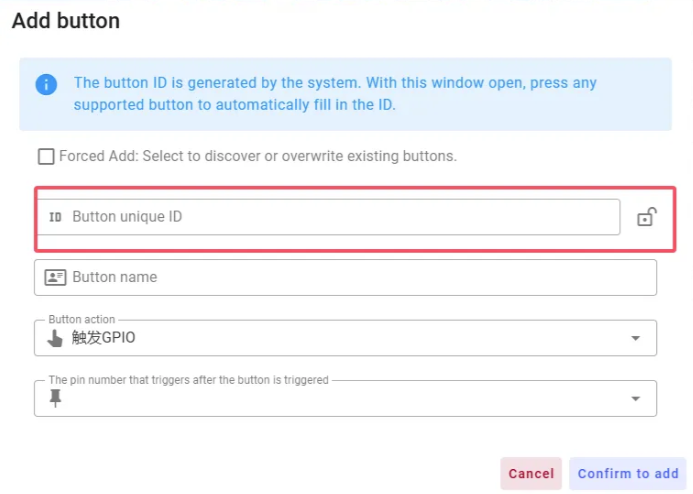 Add button
The button ID is generated by the system. With this window open, press any
supported button to automatically fill in the ID.
Forced Add: Select to discover or overwrite existing buttons.
ID Button unique ID
Button name
Button action
触发GPIO
The pin number that triggers after the button is triggered
Cancel Confirm to add